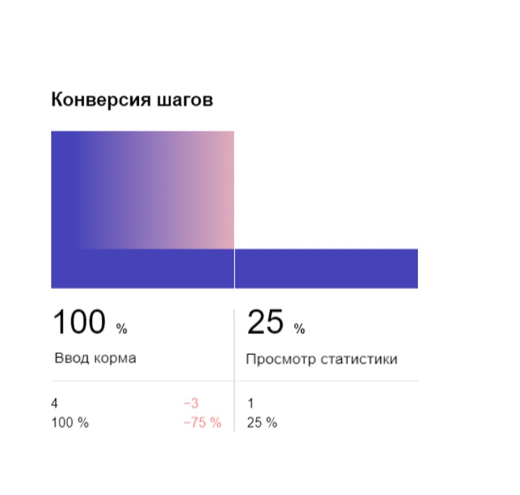 Конверсия шагов
100 %
25 %
Ввод корма
Просмотр статистики
4
−3
1
100 %
−75 %
25 %